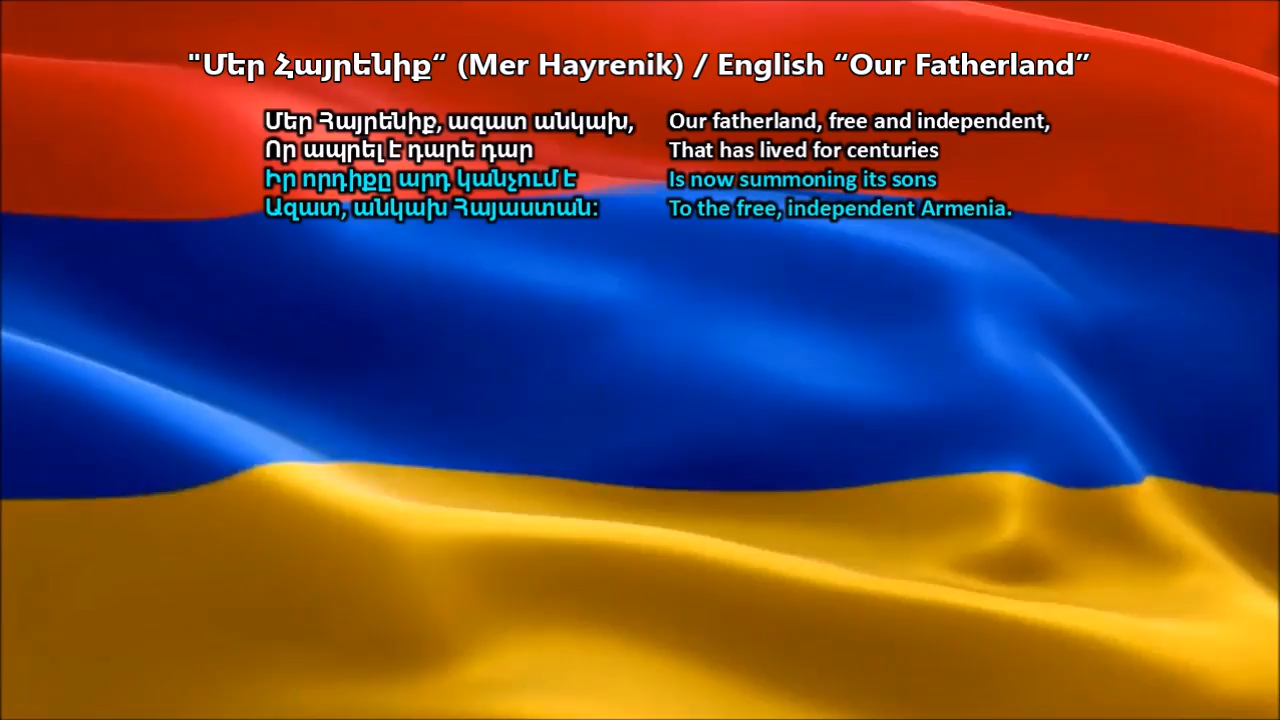 "Մեր Հայրենիք“ (Mer Hayrenik) / English “Our Fatherland”
Մեր Հայրենիք, ազատ անկախ,
Որ ապրել է դարե դար
Իր որդիքը արդ կանչում է
Ազատ, անկախ Հայաստան։
Our fatherland, free and independent,
That has lived for centuries
Is now summoning its sons
To the free, independent Armenia.